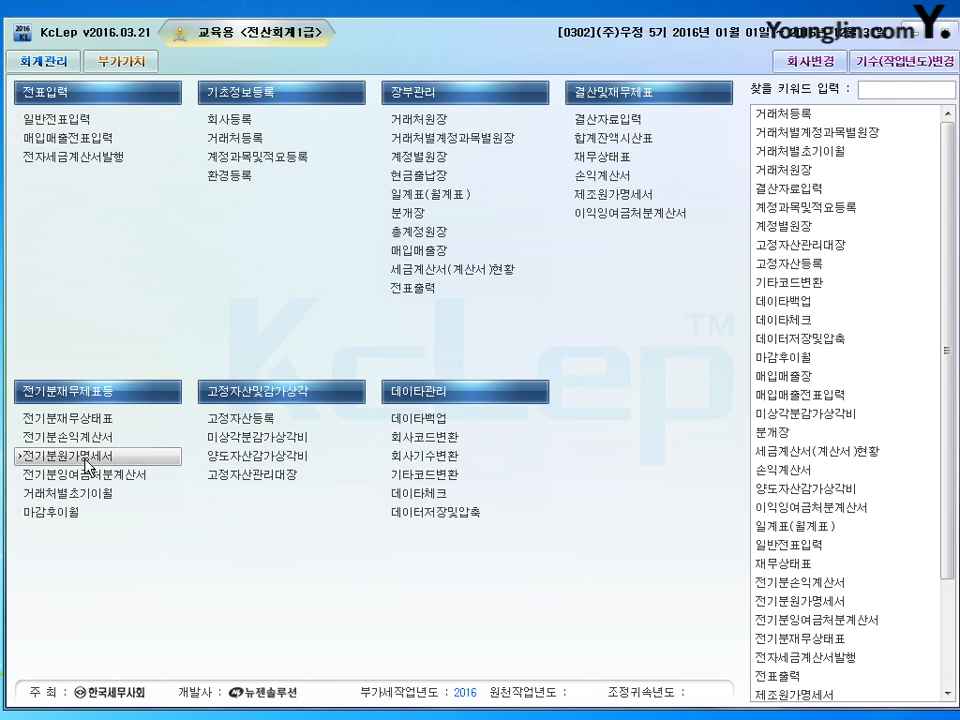 2016
KL KcLep v2016.03.21
교육용 <전산회계1급>
[0302](주)우정 5기 2016년 01월 01일~
Younglin.com Y.
회계관리
부가가치
회사변경
기수(작업년도)변경
전표입력
일반전표입력
매입매출전표입력
전자세금계산서발행
기초정보등록
회사등록
거래처등록
계정과목및적요등록
환경등록
장부관리
거래처원장
거래처별계정과목별원장
계정별원장
현금출납장
일계표(월계표)
분개장
총계정원장
매입매출장
세금계산서(계산서)현황
전표출력
결산및재무제표
결산자료입력
합계잔액시산표
재무상태표
손익계산서
제조원가명세서
이익잉여금처분계산서
KcLep™
전기분재무제표등
전기분재무상태표
전기분손익계산서
전기분원가명세서
전기분잉여금처분계산서
거래처별초기이월
마감후이월
고정자산및감가상각
고정자산등록
미상각분감가상각비
양도자산감가상각비
고정자산관리대장
데이타관리
데이타백업
회사코드변환
회사기수변환
기타코드변환
데이타체크
데이터저장및압축
찾을 키워드 입력 :
거래처등록
거래처별계정과목별원장
거래처별초기이월
거래처원장
결산자료입력
계정과목및적요등록
계정별원장
고정자산관리대장
고정자산등록
기타코드변환
데이타백업
데이타체크
데이터저장및압축
마감후이월
매입매출장
매입매출전표입력
미상각분감가상각비
분개장
세금계산서(계산서)현황
손익계산서
양도자산감가상각비
이익잉여금처분계산서
일계표(월계표)
일반전표입력
재무상태표
전기분손익계산서
전기분원가명세서
전기분잉여금처분계산서
전기분재무상태표
전자세금계산서발행
전표출력
제조원가명세서
주 최 : 한국세무사회
개발사 : 뉴젠솔루션
부가세작업년도 : 2016
원천작업년도 :
조정귀속년도 :